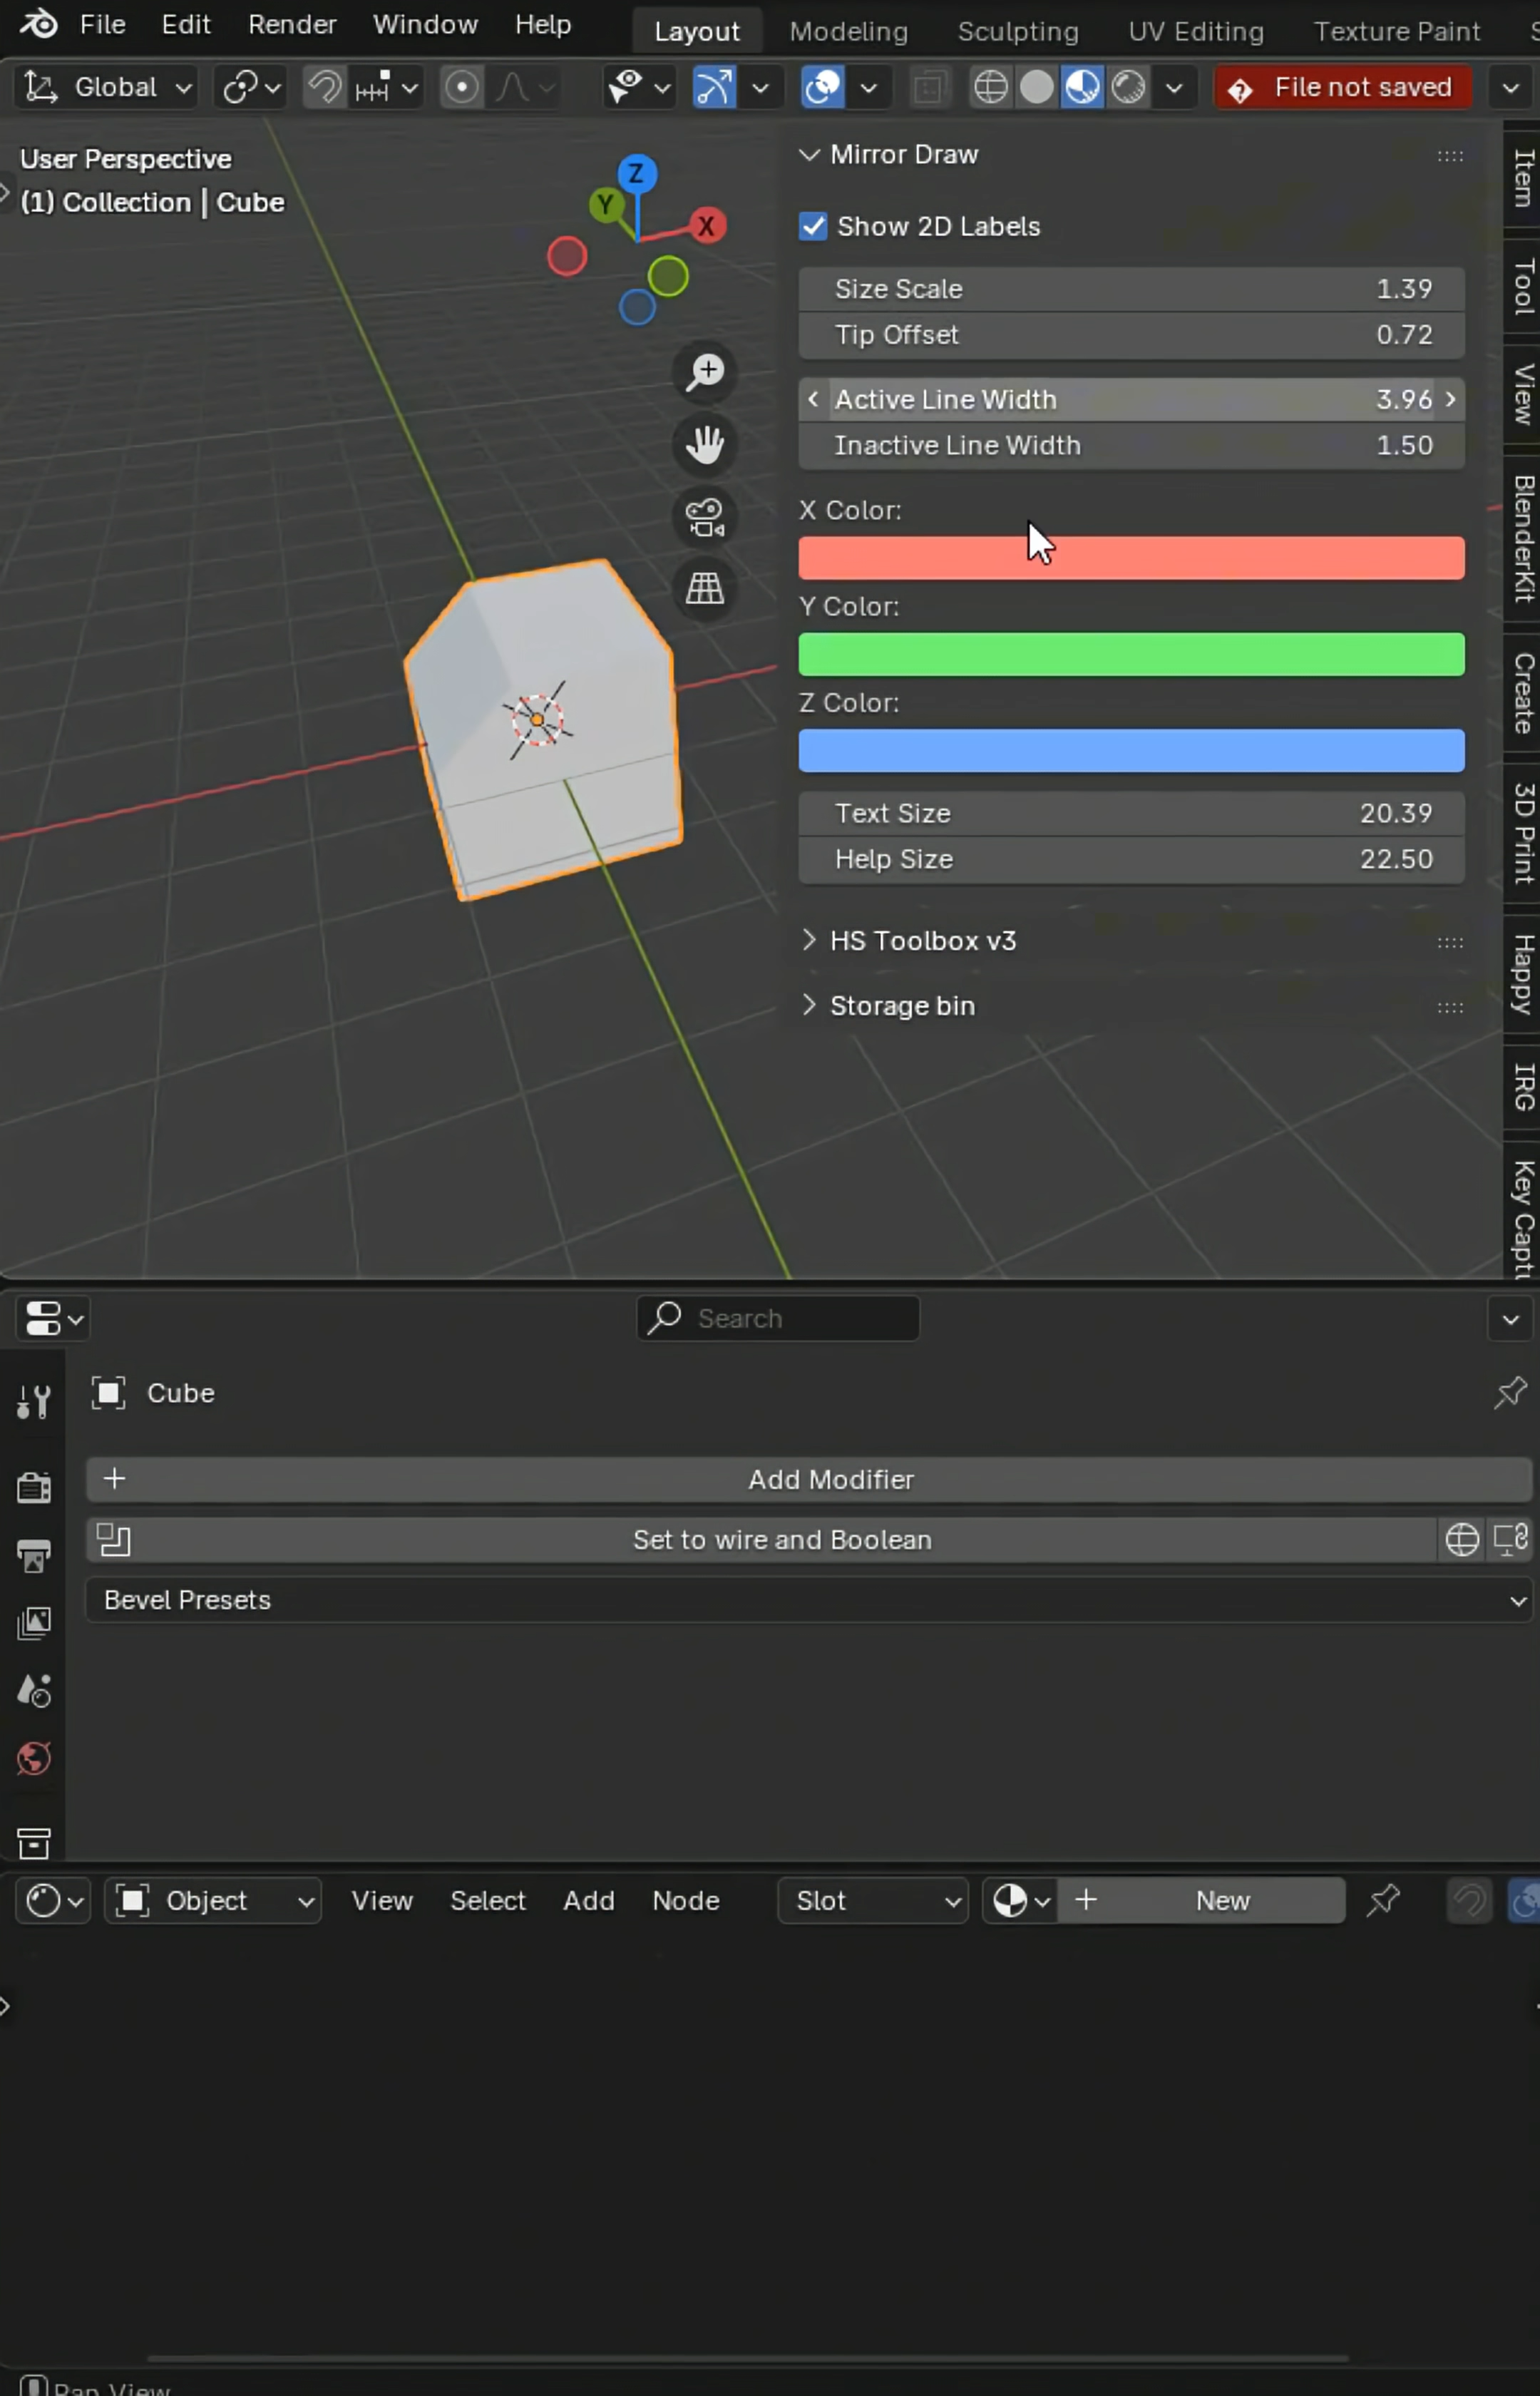 File Edit Render Window Help Layout Modeling Sculpting UV Editing Texture Paint
Global File not saved
User Perspective
(1) Collection | Cube
Z
Y
X
Mirror Draw
Show 2D Labels
Size Scale 1.39
Tip Offset 0.72
Active Line Width 3.96
Inactive Line Width 1.50
X Color:
Y Color:
Z Color:
Text Size 20.39
Help Size 22.50
HS Toolbox v3
Storage bin
Item
Tool
View
BlenderKit
Create
3D Print
Happy
IRG
Key Captu
Search
Cube
Add Modifier
Set to wire and Boolean
Bevel Presets
Object View Select Add Node Slot New
Pan View